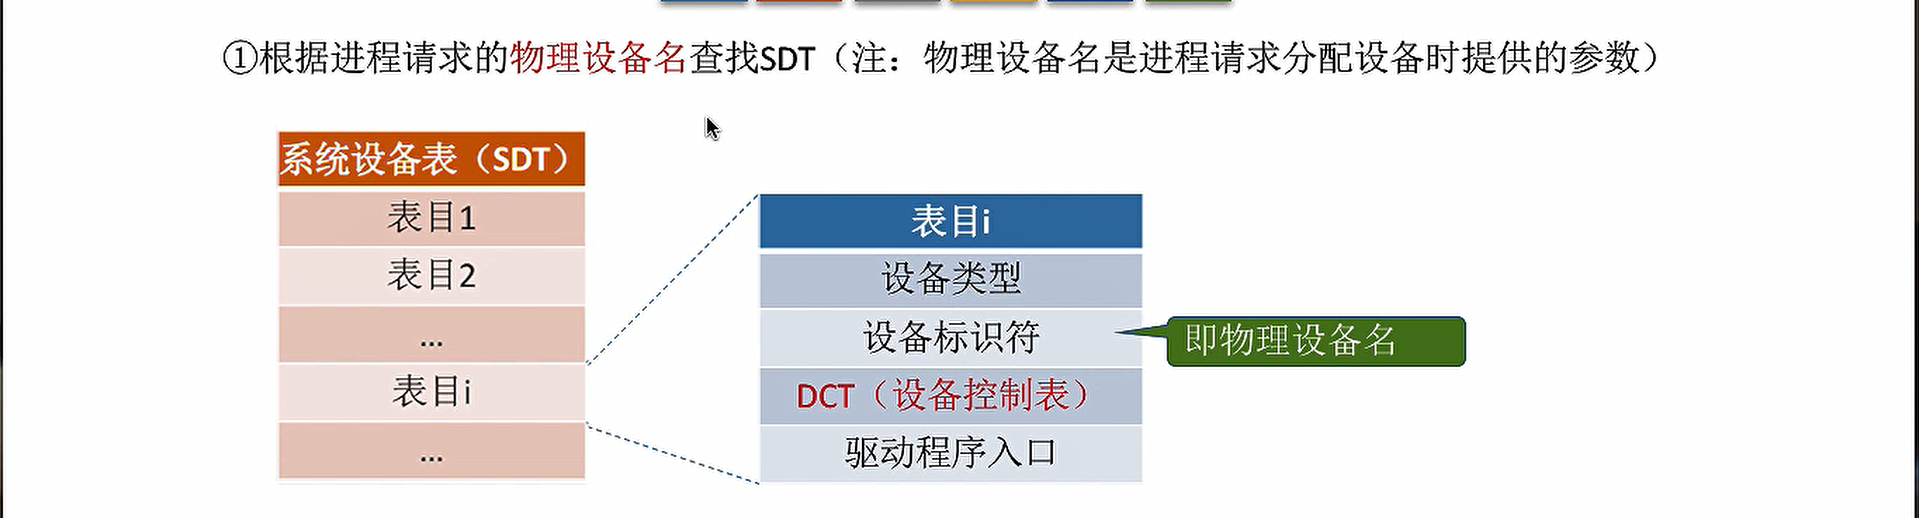 ①根据进程请求的物理设备名查找SDT（注：物理设备名是进程请求分配设备时提供的参数）
系统设备表（SDT）
表目1
表目2
...
表目i
...
表目i
设备类型
设备标识符
DCT（设备控制表）
驱动程序入口
即物理设备名